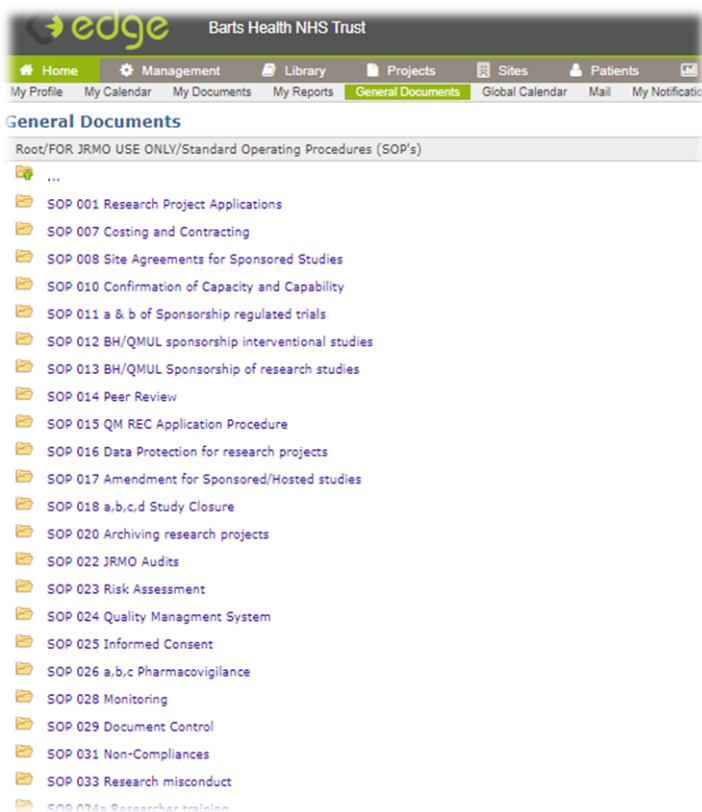 edge Barts Health NHS Trust
Home Management Library Projects Sites Patients
My Profile My Calendar My Documents My Reports General Documents Global Calendar Mail My Notificatio
General Documents
Root/FOR JRMO USE ONLY/Standard Operating Procedures (SOP's)
...
SOP 001 Research Project Applications
SOP 007 Costing and Contracting
SOP 008 Site Agreements for Sponsored Studies
SOP 010 Confirmation of Capacity and Capability
SOP 011 a & b of Sponsorship regulated trials
SOP 012 BH/QMUL sponsorship interventional studies
SOP 013 BH/QMUL Sponsorship of research studies
SOP 014 Peer Review
SOP 015 QM REC Application Procedure
SOP 016 Data Protection for research projects
SOP 017 Amendment for Sponsored/Hosted studies
SOP 018 a,b,c,d Study Closure
SOP 020 Archiving research projects
SOP 022 JRMO Audits
SOP 023 Risk Assessment
SOP 024 Quality Managment System
SOP 025 Informed Consent
SOP 026 a,b,c Pharmacovigilance
SOP 028 Monitoring
SOP 029 Document Control
SOP 031 Non-Compliances
SOP 033 Research misconduct
SOP 034a Researcher training